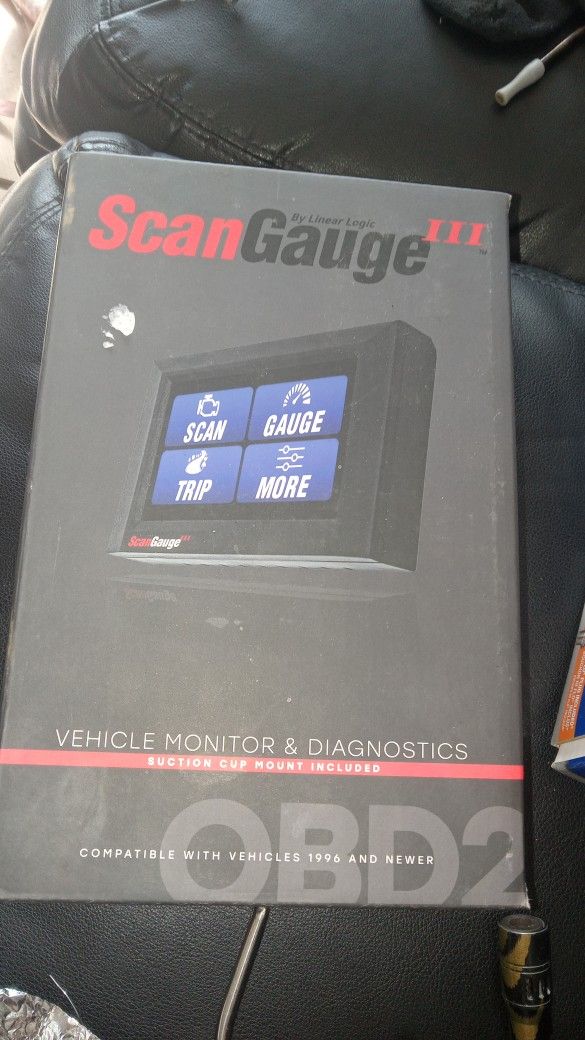 By Linear Logic
ScanGauge III
TM
SCAN
GAUGE
TRIP
MORE
ScanGauge III
VEHICLE MONITOR & DIAGNOSTICS
SUCTION CUP MOUNT INCLUDED
OBD2
COMPATIBLE WITH VEHICLES 1996 AND NEWER